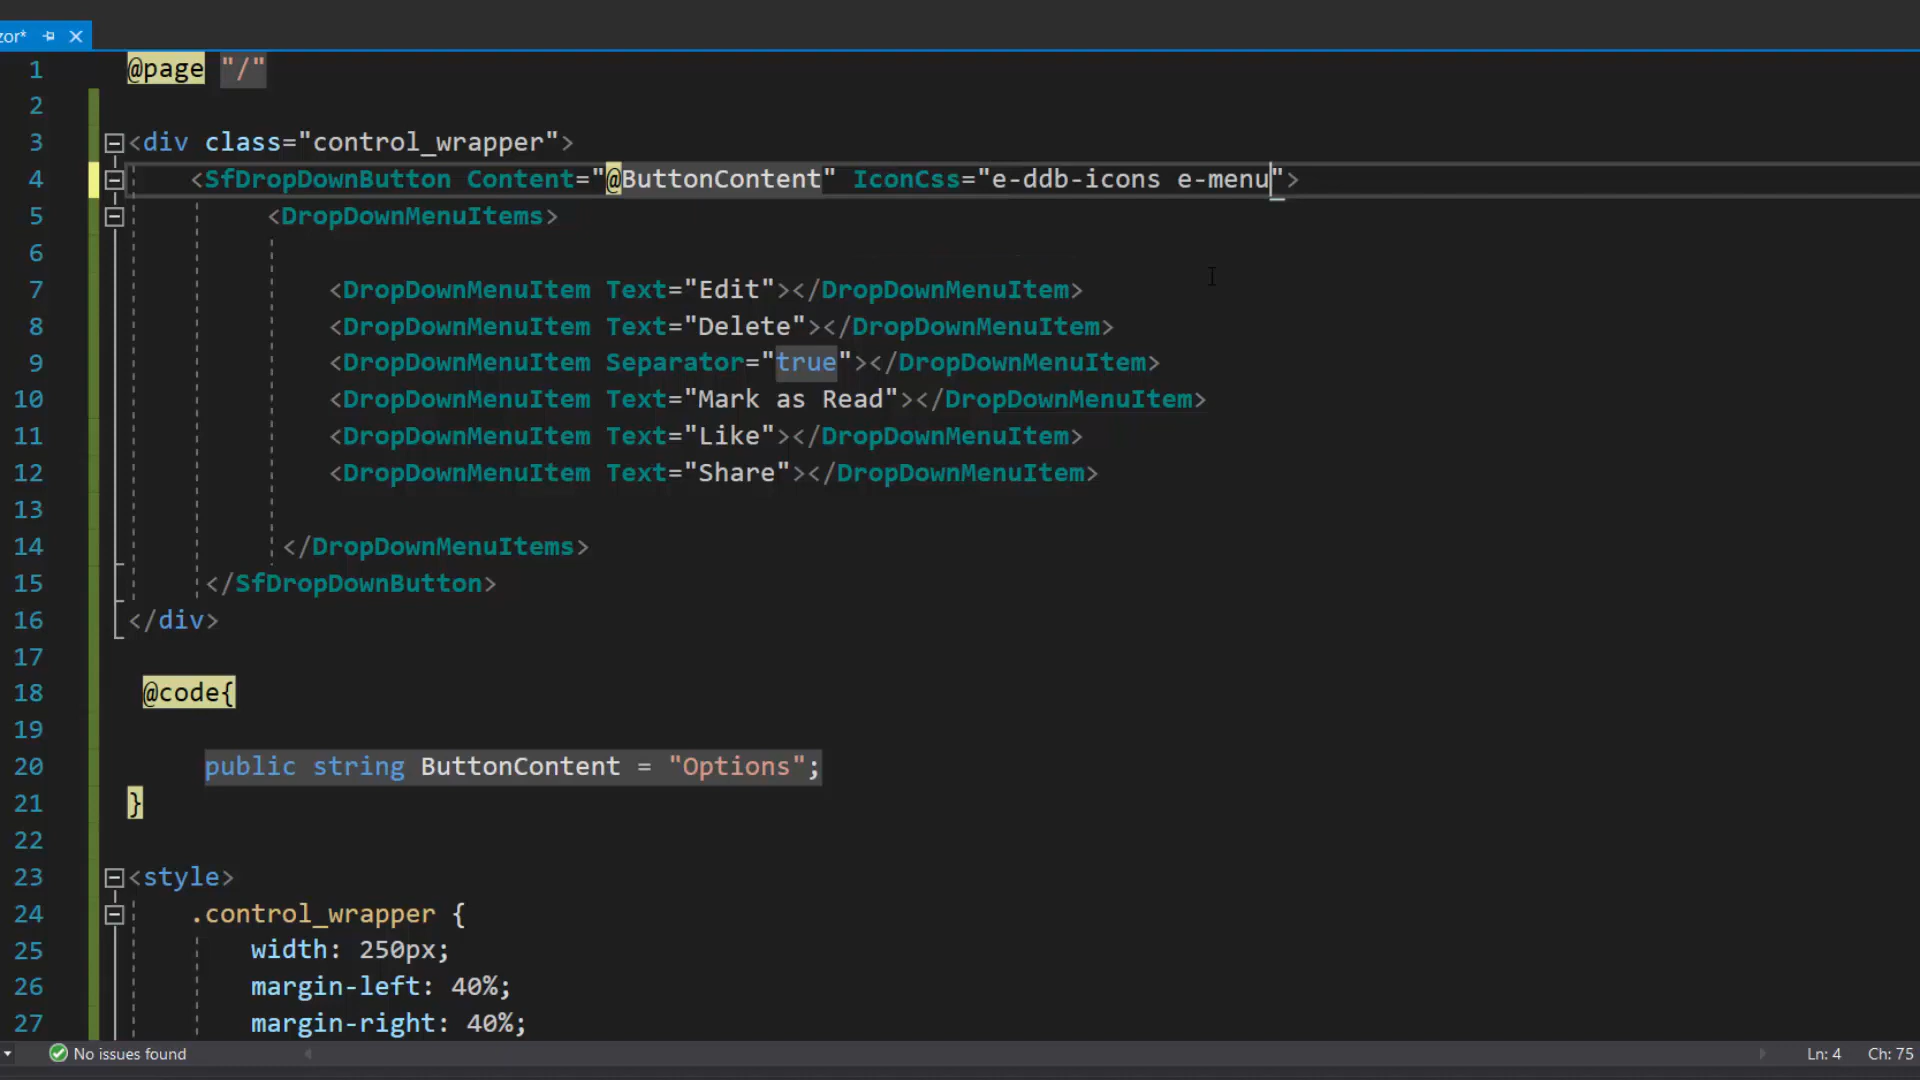 zor*
1 @page "/"
2
3 <div class="control_wrapper">
4 <SfDropDownButton Content="@ButtonContent" IconCss="e-ddb-icons e-menu">
5 <DropDownMenuItems>
6
7 <DropDownMenuItem Text="Edit"></DropDownMenuItem>
8 <DropDownMenuItem Text="Delete"></DropDownMenuItem>
9 <DropDownMenuItem Separator="true"></DropDownMenuItem>
10 <DropDownMenuItem Text="Mark as Read"></DropDownMenuItem>
11 <DropDownMenuItem Text="Like"></DropDownMenuItem>
12 <DropDownMenuItem Text="Share"></DropDownMenuItem>
13
14 </DropDownMenuItems>
15 </SfDropDownButton>
16 </div>
17
18 @code{
19
20 public string ButtonContent = "Options";
21 }
22
23 <style>
24 .control_wrapper {
25 width: 250px;
26 margin-left: 40%;
27 margin-right: 40%;
No issues found Ln: 4 Ch: 75